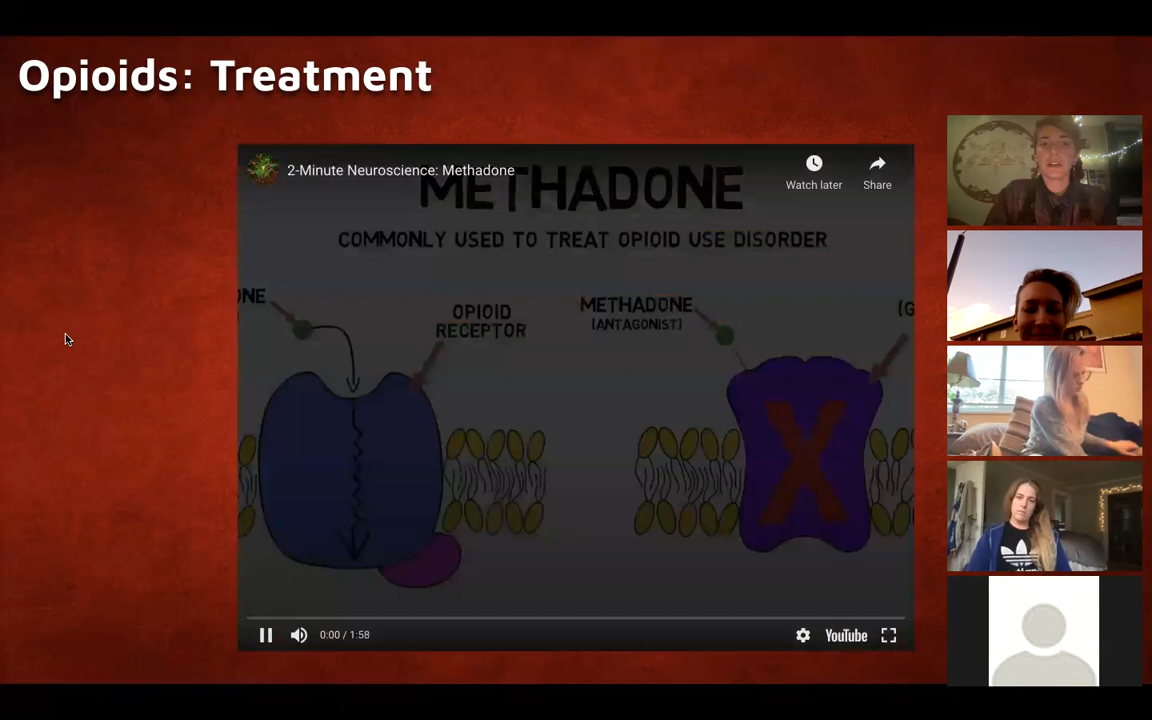 Opioids: Treatment
2-Minute Neuroscience: Methadone
Watch later
Share
METHADONE
COMMONLY USED TO TREAT OPIOID USE DISORDER
ONE
OPIOID
RECEPTOR
METHADONE
(ANTAGONIST)
(G
X
0:00 / 1:58
YouTube